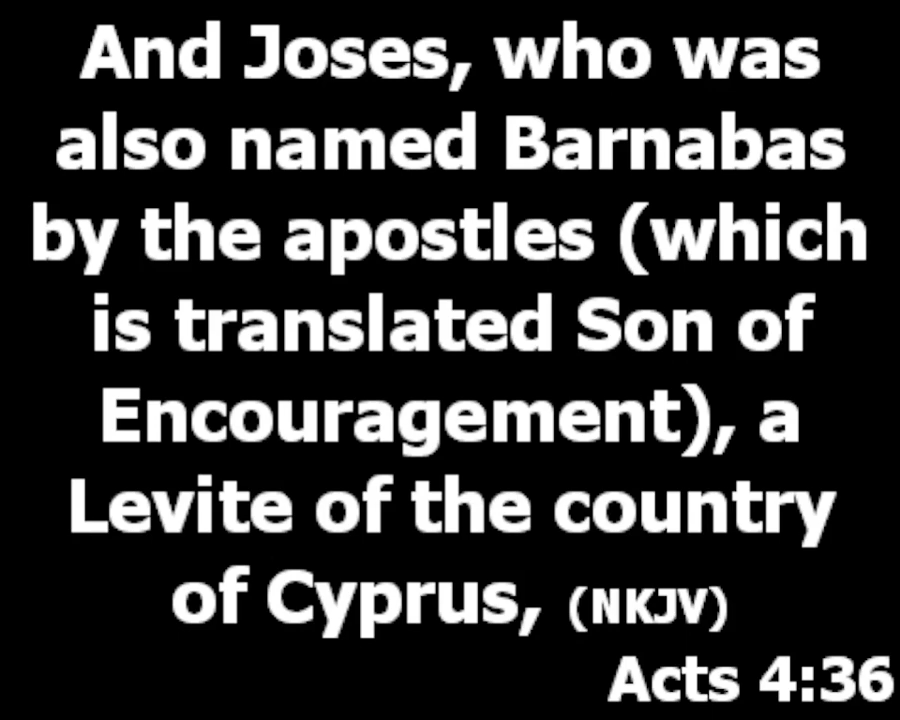 And Joses, who was
also named Barnabas
by the apostles (which
is translated Son of
Encouragement), a
Levite of the country
of Cyprus, (NKJV)
Acts 4:36